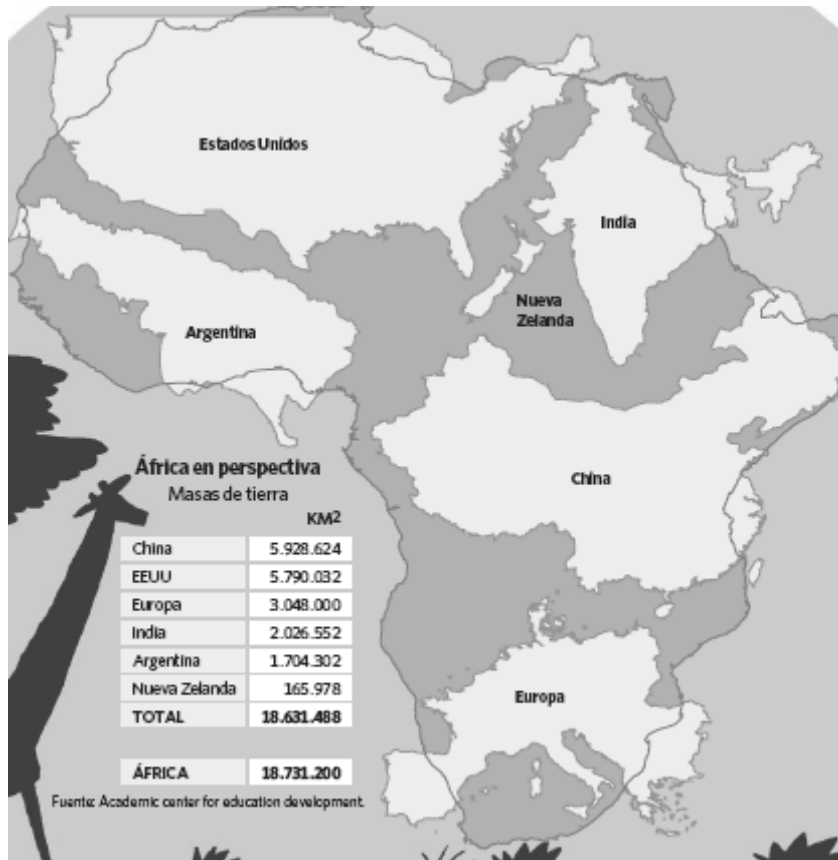 Estados Unidos
India
Nueva
Zelanda
Argentina
China
Europa
África en perspectiva
Masas de tierra
KM²
China 5.928.624
EEUU 5.790.032
Europa 3.048.000
India 2.026.552
Argentina 1.704.302
Nueva Zelanda 165.978
TOTAL 18.631.488
ÁFRICA 18.731.200
Fuente: Academic center for education development.